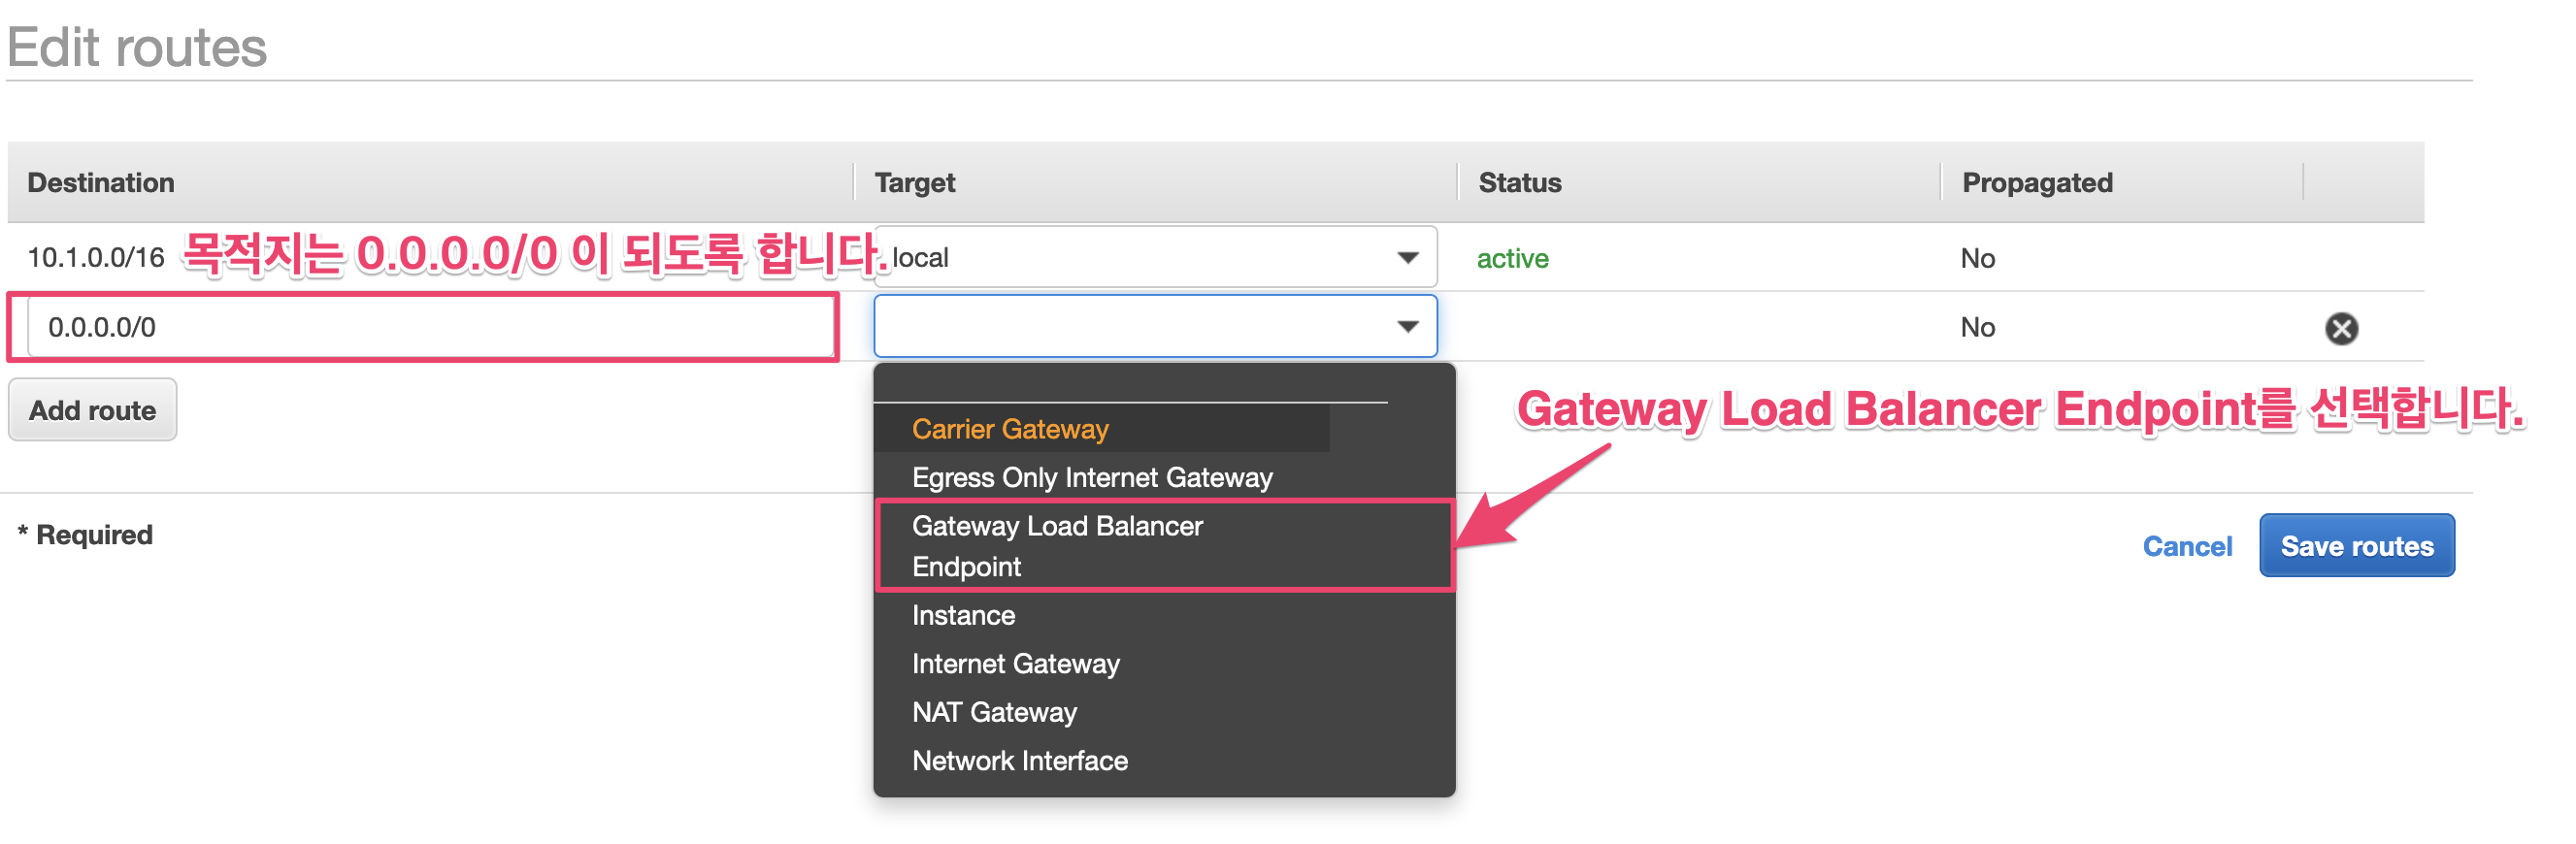 Edit routes
Destination Target Status Propagated
10.1.0.0/16 목적지는 0.0.0.0/0 이 되도록 합니다. local active No
0.0.0.0/0 No
Add route
Carrier Gateway
Gateway Load Balancer Endpoint를 선택합니다.
Egress Only Internet Gateway
Gateway Load Balancer
Endpoint
* Required
Cancel Save routes
Instance
Internet Gateway
NAT Gateway
Network Interface